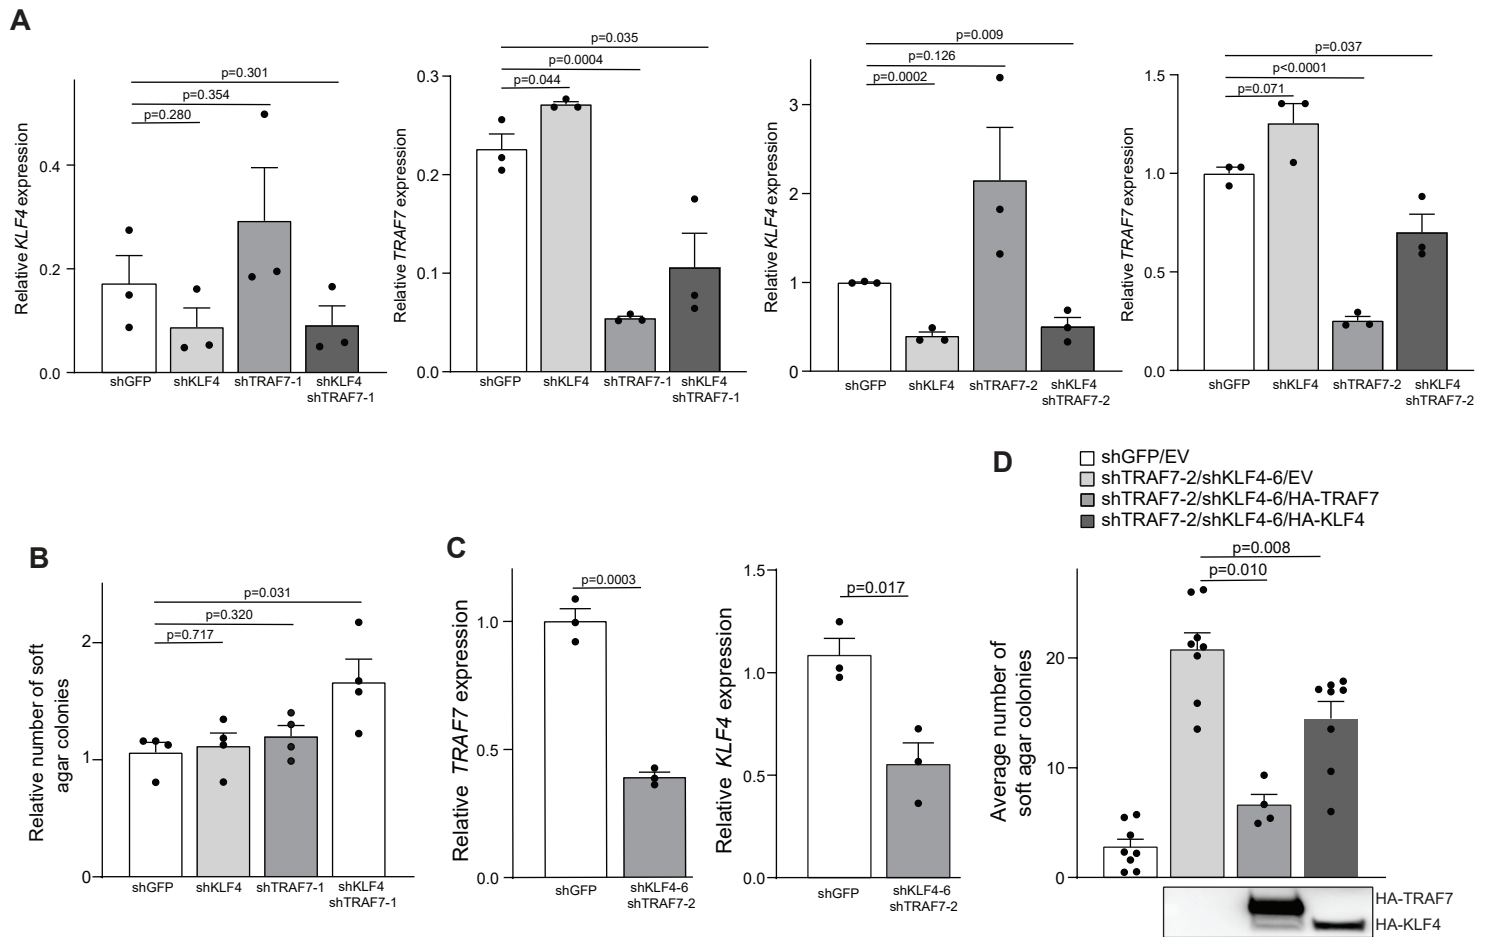 A
Relative KLF4 expression
p=0.301
p=0.354
p=0.280
0.4
0.2
0.0
shGFP
shKLF4
shTRAF7-1
shKLF4
shTRAF7-1
Relative TRAF7 expression
p=0.035
p=0.0004
p=0.044
0.3
0.2
0.1
0.0
shGFP
shKLF4
shTRAF7-1
shKLF4
shTRAF7-1
Relative KLF4 expression
p=0.009
p=0.126
p=0.0002
3
2
1
0
shGFP
shKLF4
shTRAF7-2
shKLF4
shTRAF7-2
Relative TRAF7 expression
p=0.037
p<0.0001
p=0.071
1.5
1.0
0.5
0.0
shGFP
shKLF4
shTRAF7-2
shKLF4
shTRAF7-2
B
Relative number of soft
agar colonies
p=0.031
p=0.320
p=0.717
2
1
0
shGFP
shKLF4
shTRAF7-1
shKLF4
shTRAF7-1
C
Relative TRAF7 expression
p=0.0003
1.0
0.5
0.0
shGFP
shKLF4-6
shTRAF7-2
Relative KLF4 expression
p=0.017
1.5
1.0
0.5
0.0
shGFP
shKLF4-6
shTRAF7-2
D
shGFP/EV
shTRAF7-2/shKLF4-6/EV
shTRAF7-2/shKLF4-6/HA-TRAF7
shTRAF7-2/shKLF4-6/HA-KLF4
Average number of
soft agar colonies
p=0.008
p=0.010
20
10
0
HA-TRAF7
HA-KLF4